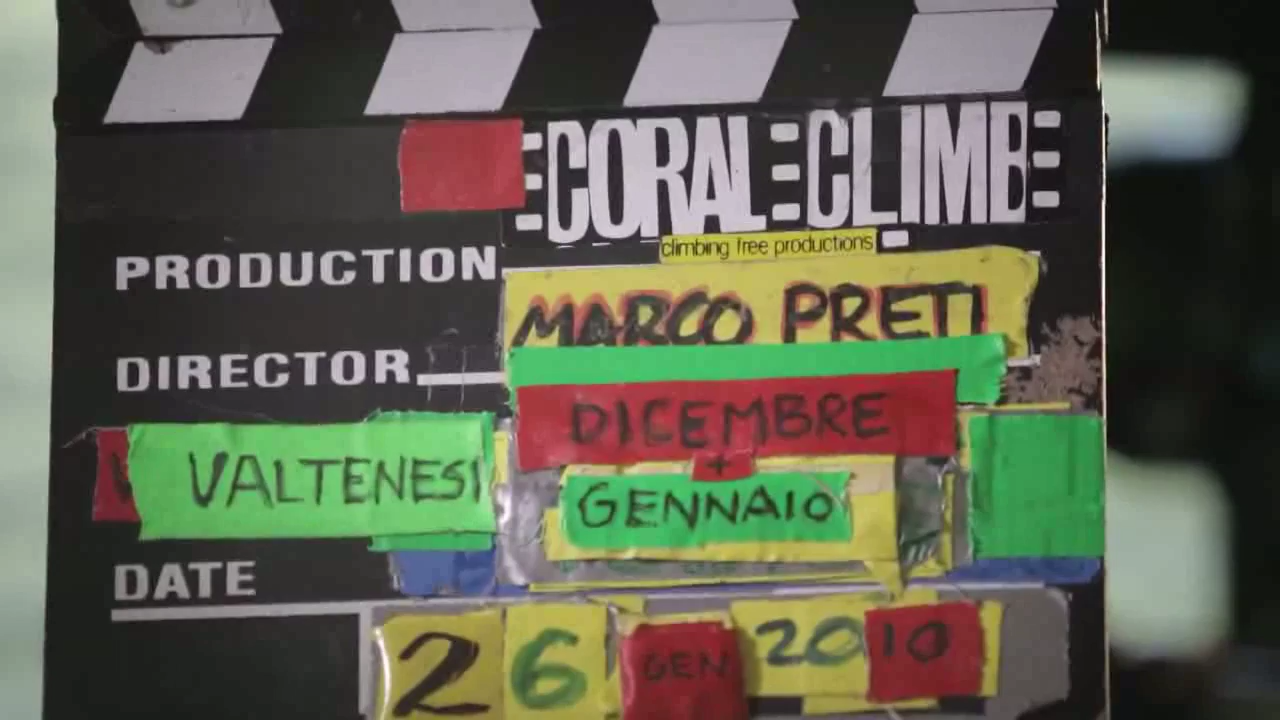 CORAL CLIMB
climbing free productions
PRODUCTION
MARCO PRETI
DIRECTOR
DICEMBRE
+
VALTENESI
GENNAIO
DATE
26 GEN 2010